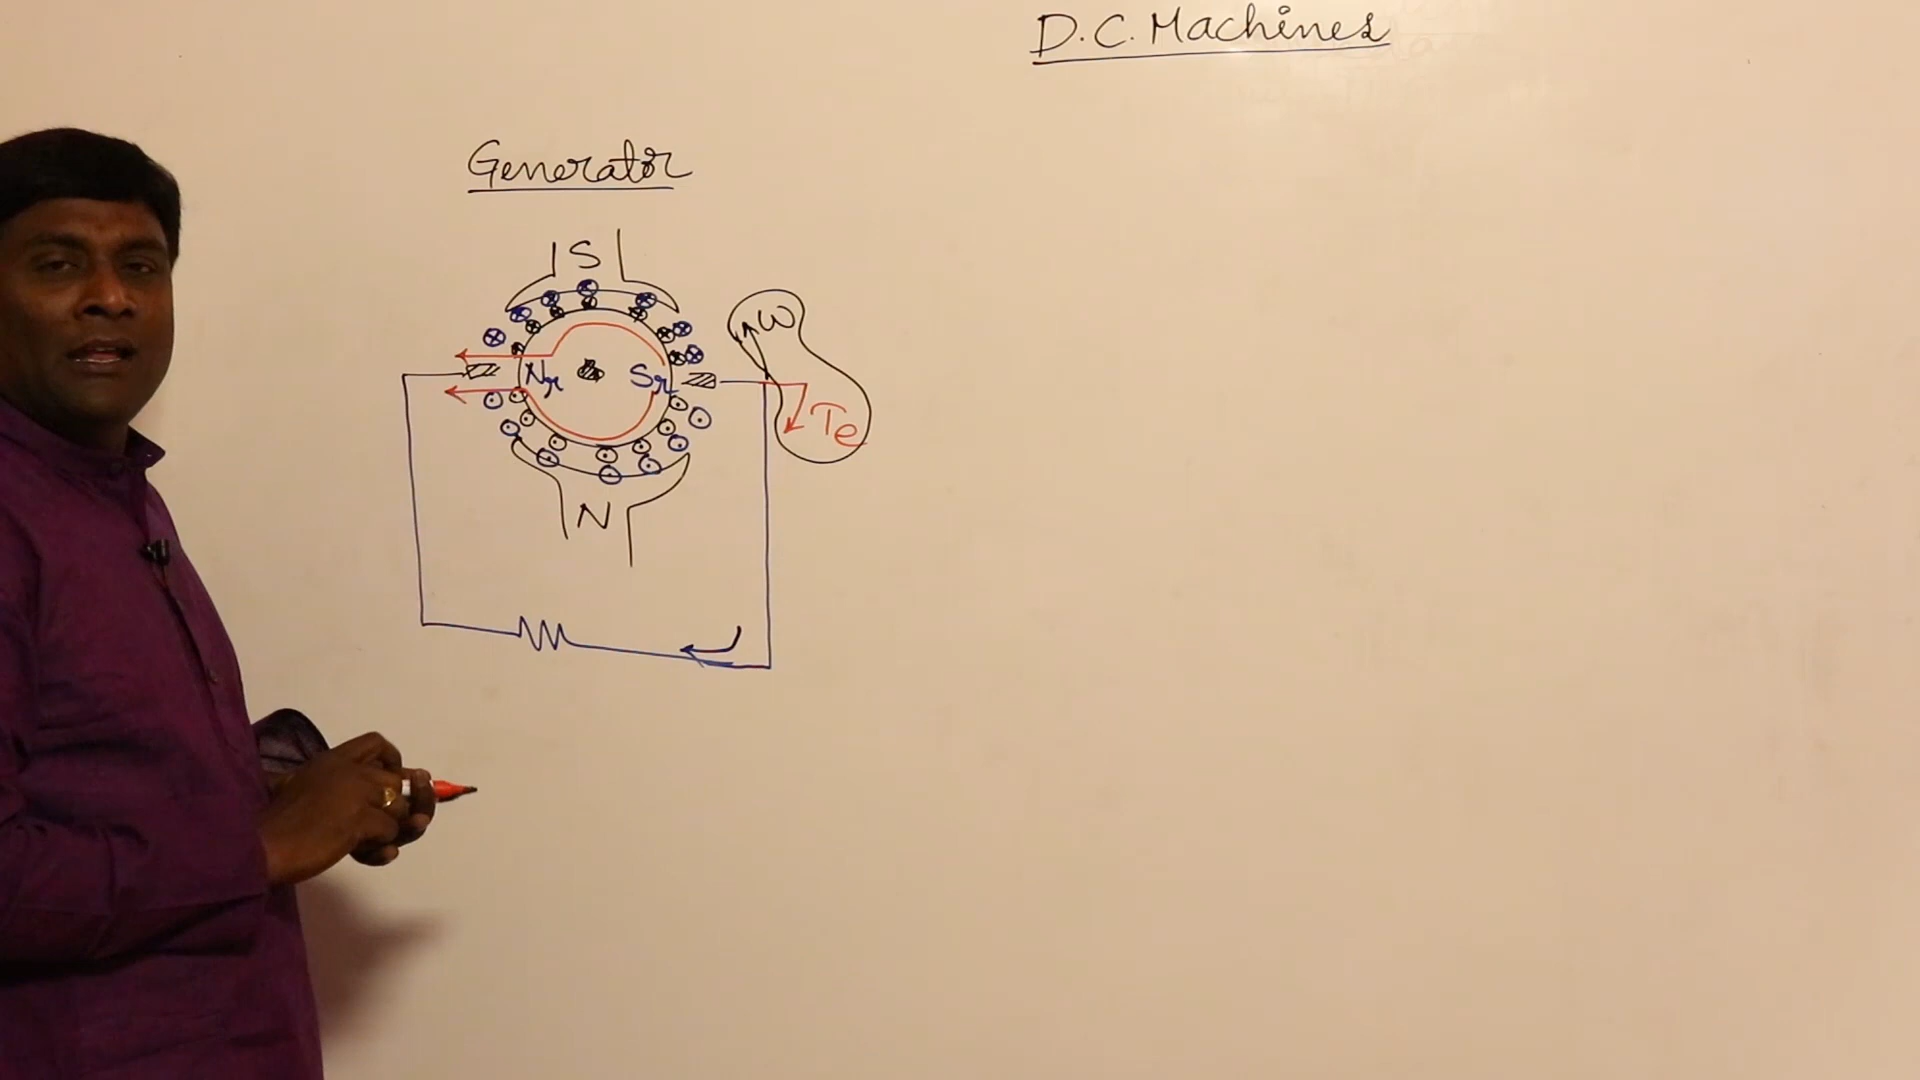 D.C. Machines
Generator
S
ω
Nr Sr
Te
N